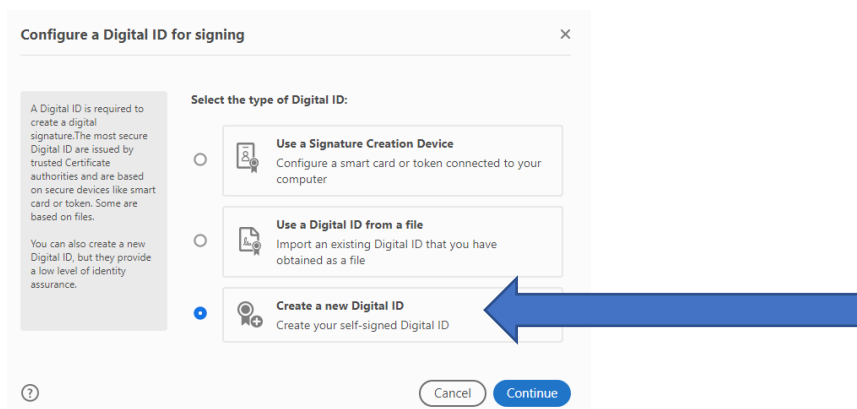 Configure a Digital ID for signing
×
A Digital ID is required to
create a digital
signature.The most secure
Digital ID are issued by
trusted Certificate
authorities and are based
on secure devices like smart
card or token. Some are
based on files.
You can also create a new
Digital ID, but they provide
a low level of identity
assurance.
Select the type of Digital ID:
Use a Signature Creation Device
Configure a smart card or token connected to your
computer
Use a Digital ID from a file
Import an existing Digital ID that you have
obtained as a file
Create a new Digital ID
Create your self-signed Digital ID
?
Cancel
Continue